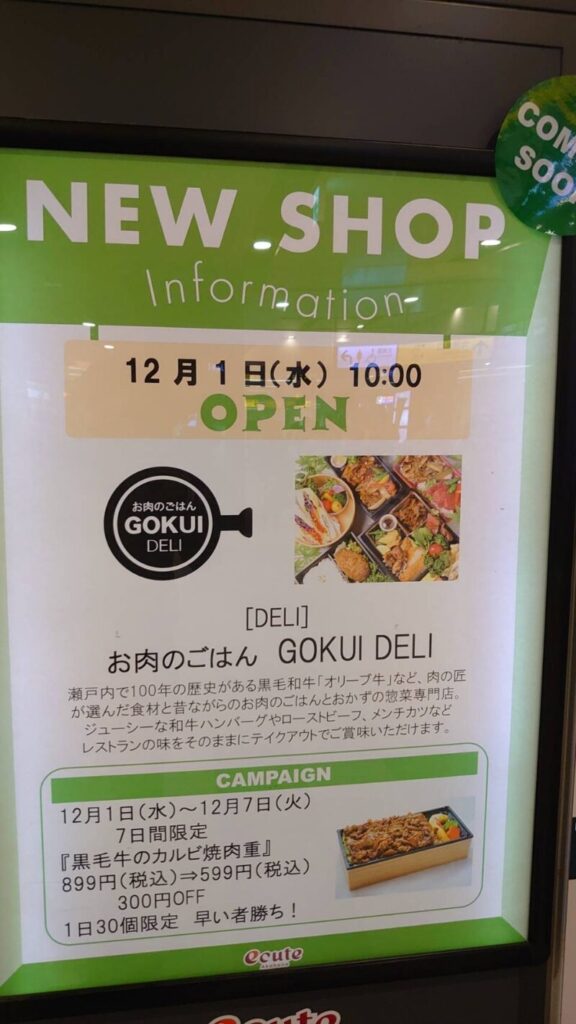 COM
SOO
NEW SHOP
Information
12月1日(水) 10:00
OPEN
お肉のごはん
GOKUI
DELI
[DELI]
お肉のごはん GOKUI DELI
瀬戸内で100年の歴史がある黒毛和牛「オリーブ牛」など、肉の匠
が選んだ食材と昔ながらのお肉のごはんとおかずの惣菜専門店。
ジューシーな和牛ハンバーグやローストビーフ、メンチカツなど
レストランの味をそのままにテイクアウトでご賞味いただけます。
CAMPAIGN
12月1日(水)～12月7日(火)
7日間限定
『黒毛牛のカルビ焼肉重』
899円(税込)⇒599円(税込)
300円OFF
1日30個限定 早い者勝ち！
ecute
ecute